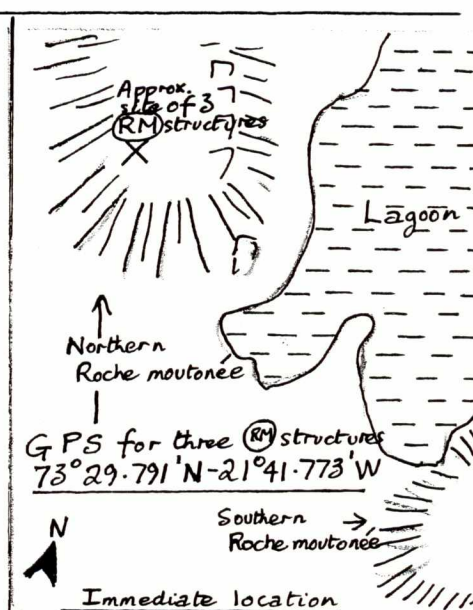 Approx.
site of 3
RM structures
Lagoon
Northern
Roche moutonée
GPS for three RM structures
73°29.791'N-21°41.773'W
Southern →
Roche moutonée
N
Immediate location